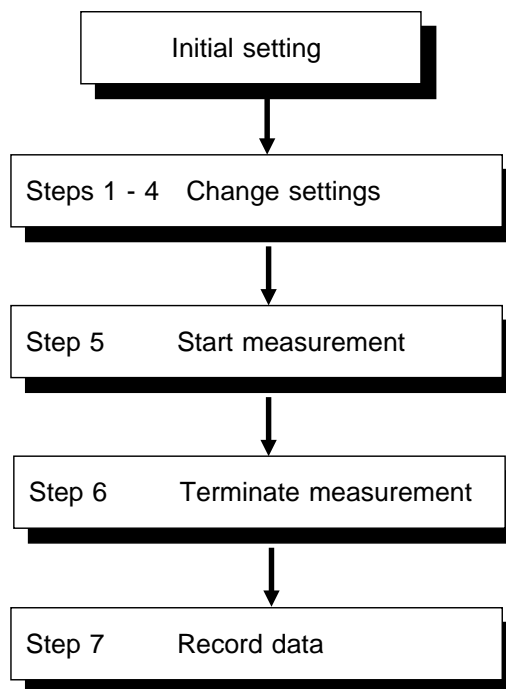 Initial setting
Steps 1 - 4 Change settings
Step 5 Start measurement
Step 6 Terminate measurement
Step 7 Record data